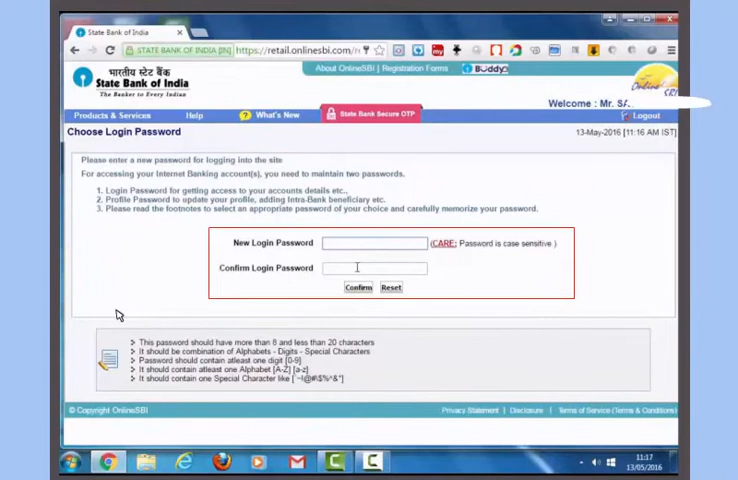 State Bank of India
STATE BANK OF INDIA [IN]
https://retail.onlinesbi.com/r
my
भारतीय स्टेट बैंक
State Bank of India
The Banker to Every Indian
About OnlineSBI | Registration Forms
Buddy
Welcome : Mr.
Products & Services
Help
What's New
State Bank Secure OTP
Logout
Choose Login Password
13-May-2016 [11:16 AM IST]
Please enter a new password for logging into the site
For accessing your Internet Banking account(s), you need to maintain two passwords.
1. Login Password for getting access to your accounts details etc.,
2. Profile Password to update your profile, adding Intra-Bank beneficiary etc.
3. Please read the footnotes to select an appropriate password of your choice and carefully memorize your password.
New Login Password
(CARE: Password is case sensitive )
Confirm Login Password
Confirm
Reset
This password should have more than 8 and less than 20 characters
It should be combination of Alphabets - Digits - Special Characters
Password should contain atleast one digit [0-9]
It should contain atleast one Alphabet [A-Z] [a-z]
It should contain one Special Character like
© Copyright OnlineSBI
Privacy Statement | Disclosure | Terms of Service (Terms & Conditions)
11:17
13/05/2016